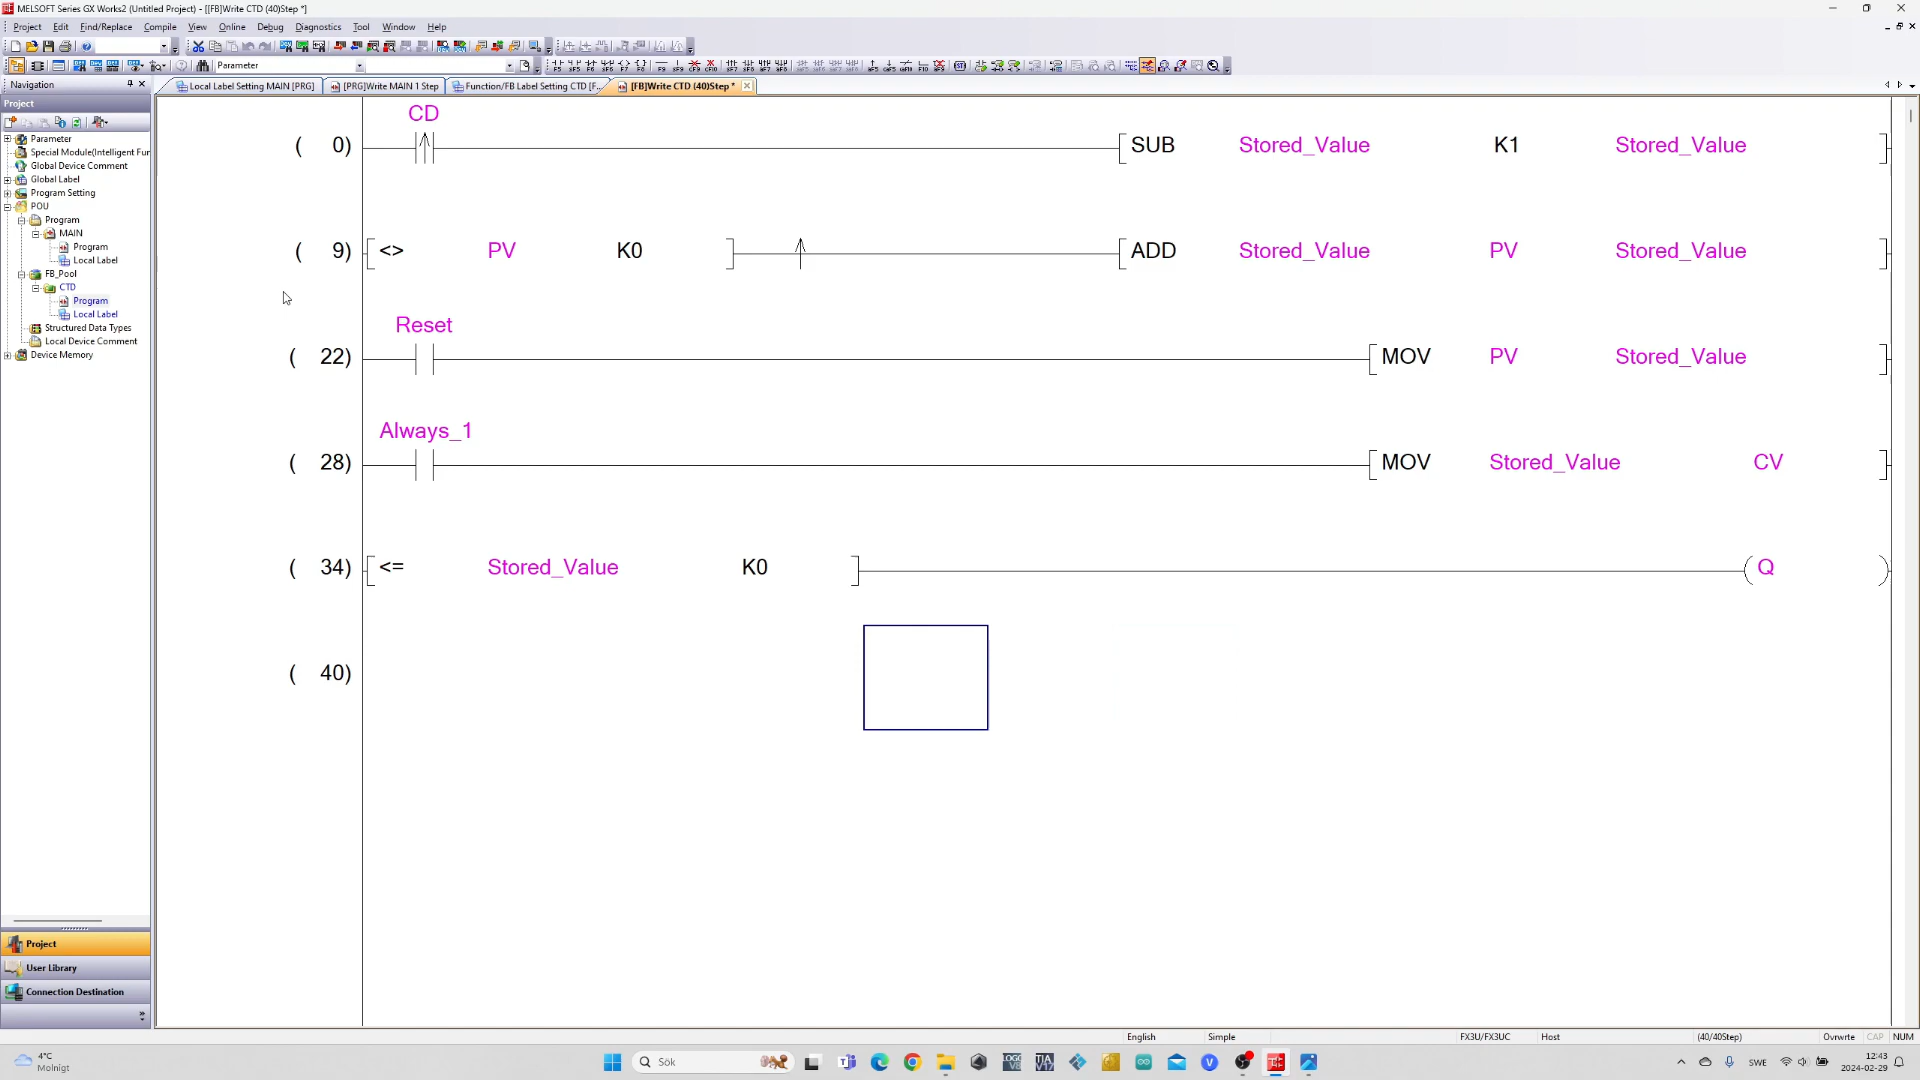 MELSOFT Series GX Works2 (Untitled Project) - [[FB]Write CTD (40)Step *]
Project Edit Find/Replace Compile View Online Debug Diagnostics Tool Window Help
Parameter
Navigation
Local Label Setting MAIN [PRG]
[PRG]Write MAIN 1 Step
Function/FB Label Setting CTD [F...
[FB]Write CTD (40)Step *
Project
Parameter
Special Module(Intelligent Fun
Global Device Comment
Global Label
Program Setting
POU
Program
MAIN
Program
Local Label
FB_Pool
CTD
Program
Local Label
Structured Data Types
Local Device Comment
Device Memory
CD
( 0) SUB Stored_Value K1 Stored_Value
( 9) <> PV K0 ADD Stored_Value PV Stored_Value
Reset
( 22) MOV PV Stored_Value
Always_1
( 28) MOV Stored_Value CV
( 34) <= Stored_Value K0 Q
( 40)
Project
User Library
Connection Destination
English Simple FX3U/FX3UC Host (40/40Step) Ovrwrte CAP NUM
4°C
Molnigt
Sök
SWE
12:43
2024-02-29